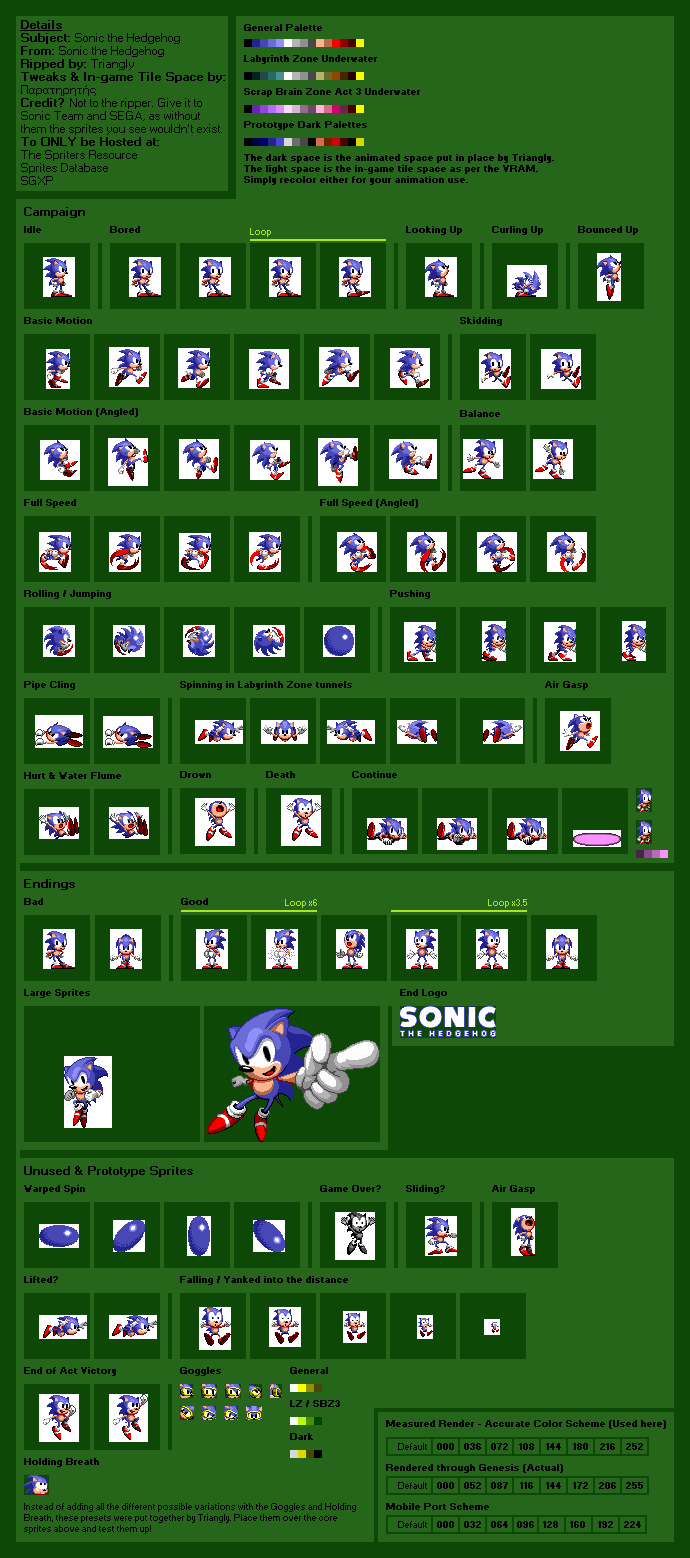 Details
Subject: Sonic the Hedgehog
From: Sonic the Hedgehog
Ripped by: Triangly
Tweaks & In-game Tile Space by:
Παρατηρητής
Credit? Not to the ripper. Give it to
Sonic Team and SEGA, as without
them the sprites you see wouldn't exist.
To ONLY be Hosted at:
The Spriters Resource
Sprites Database
SGXP
General Palette
Labyrinth Zone Underwater
Scrap Brain Zone Act 3 Underwater
Prototype Dark Palettes
The dark space is the animated space put in place by Triangly.
The light space is the in-game tile space as per the VRAM.
Simply recolor either for your animation use.
Campaign
Idle
Bored
Loop
Looking Up
Curling Up
Bounced Up
Basic Motion
Skidding
Basic Motion (Angled)
Balance
Full Speed
Full Speed (Angled)
Rolling / Jumping
Pushing
Pipe Cling
Spinning in Labyrinth Zone tunnels
Air Gasp
Hurt & Water Flume
Drown
Death
Continue
Endings
Bad
Good
Loop x6
Loop x3.5
Large Sprites
End Logo
SONIC
THE HEDGEHOG
Unused & Prototype Sprites
Warped Spin
Game Over?
Sliding?
Air Gasp
Lifted?
Falling / Yanked into the distance
End of Act Victory
Goggles
General
LZ / SBZ3
Dark
Holding Breath
Instead of adding all the different possible variations with the Goggles and Holding
Breath, these presets were put together by Triangly. Place them over the core
sprites above and test them up!
Measured Render - Accurate Color Scheme (Used here)
Default 000 036 072 108 144 180 216 252
Rendered through Genesis (Actual)
Default 000 052 087 116 144 172 206 255
Mobile Port Scheme
Default 000 032 064 096 128 160 192 224